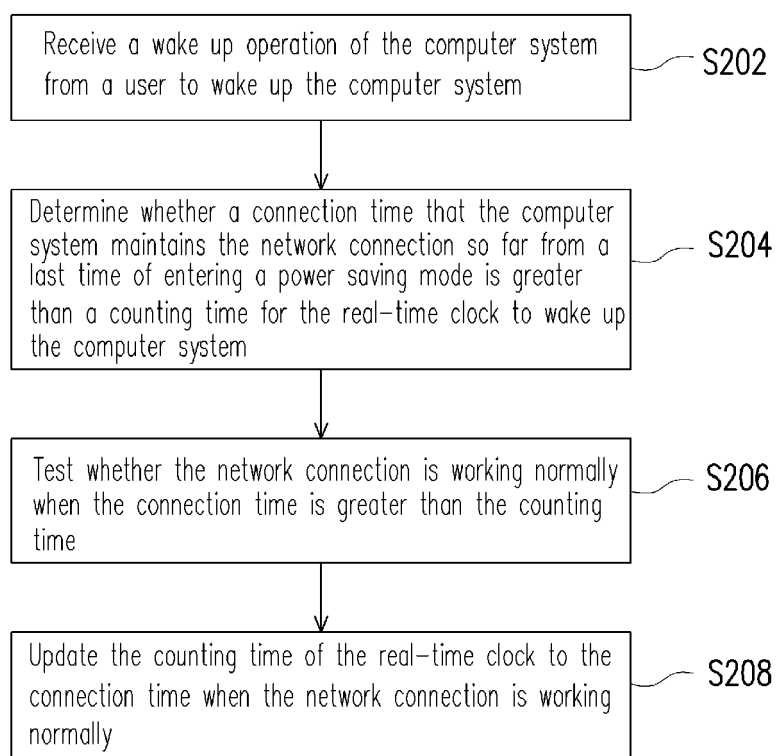 Receive a wake up operation of the computer system
from a user to wake up the computer system
S202
Determine whether a connection time that the computer
system maintains the network connection so far from a
last time of entering a power saving mode is greater
than a counting time for the real-time clock to wake up
the computer system
S204
Test whether the network connection is working normally
when the connection time is greater than the counting
time
S206
Update the counting time of the real-time clock to the
connection time when the network connection is working
normally
S208